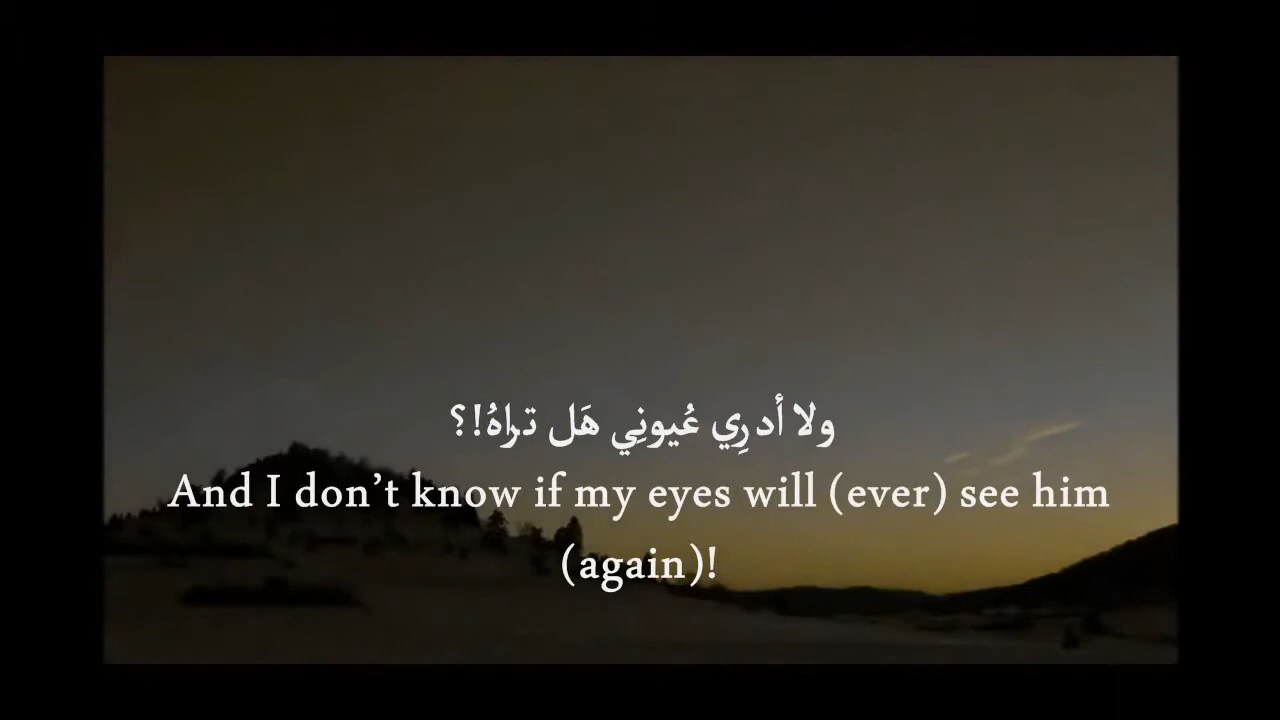 ولا أدرِي عُيونِي هَل تراهُ!؟
And I don't know if my eyes will (ever) see him
(again)!